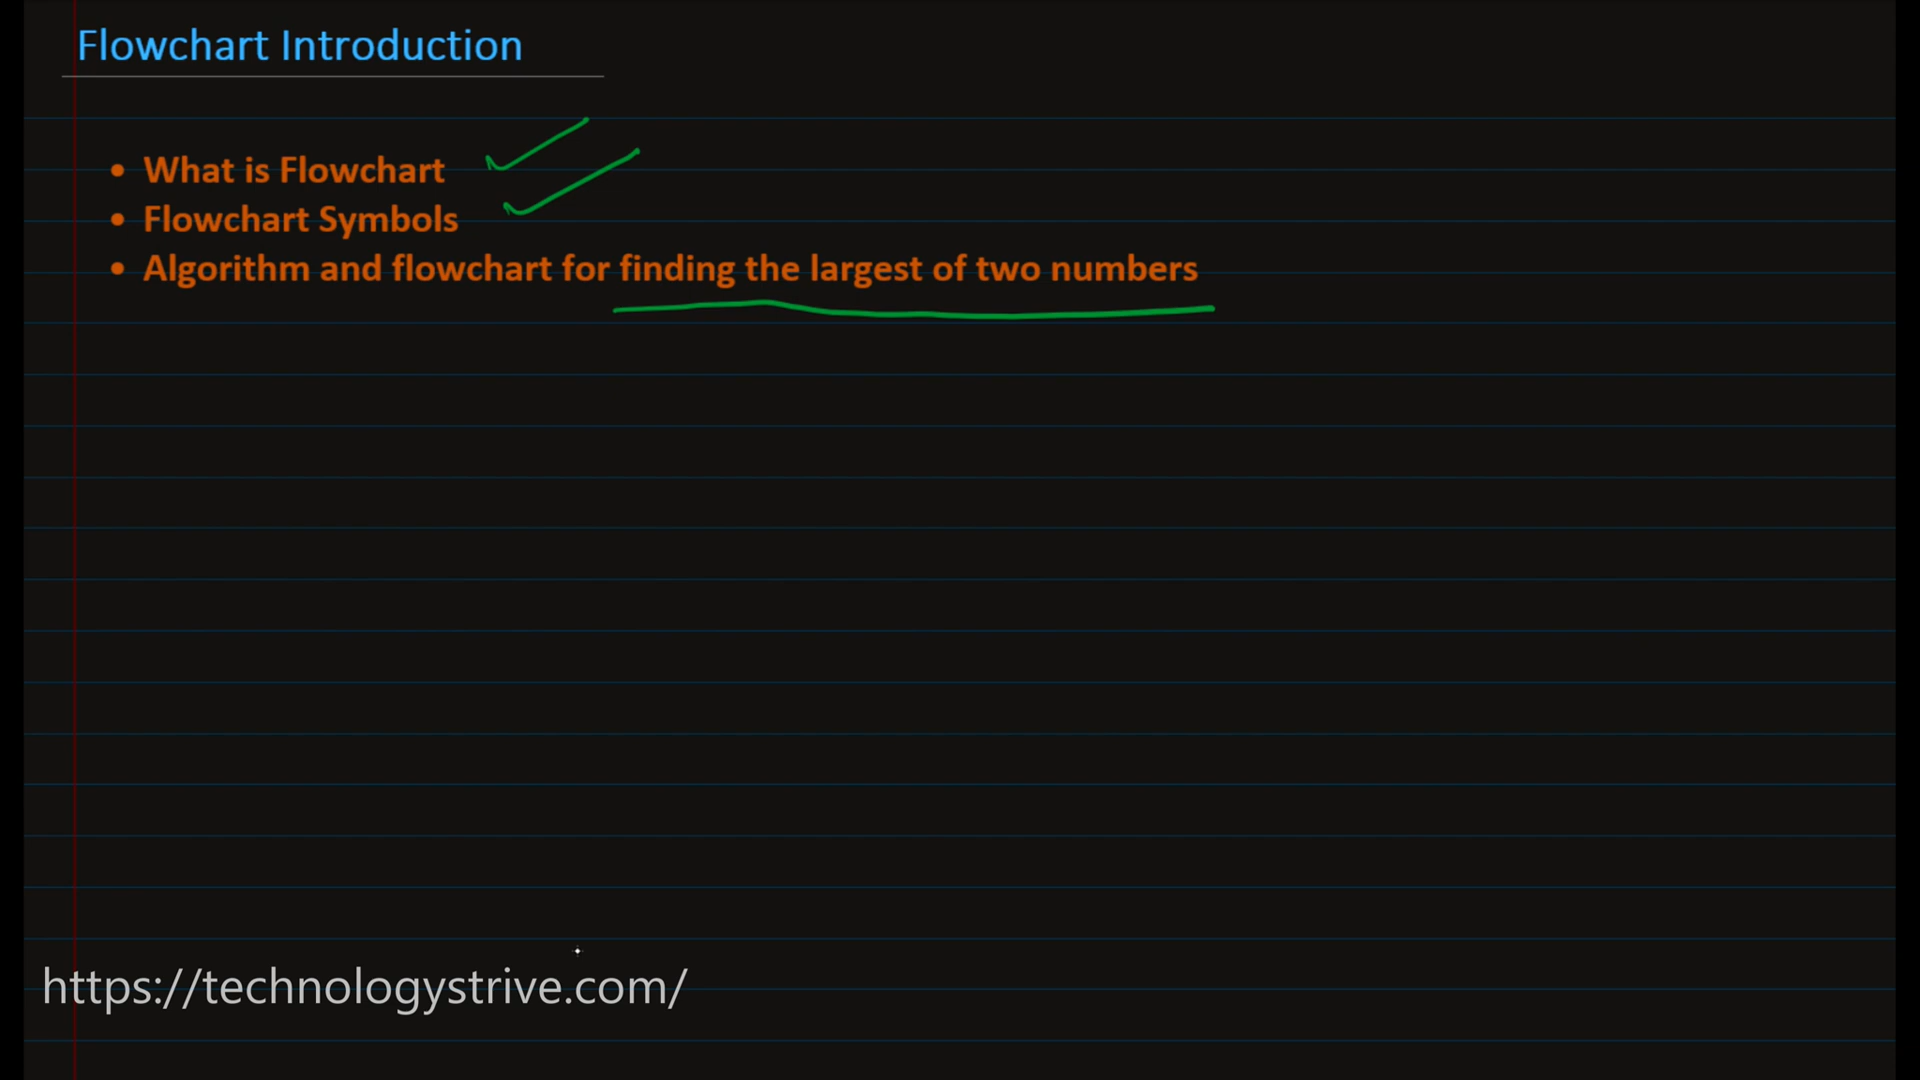 Flowchart Introduction
• What is Flowchart
• Flowchart Symbols
• Algorithm and flowchart for finding the largest of two numbers
https://technologystrive.com/